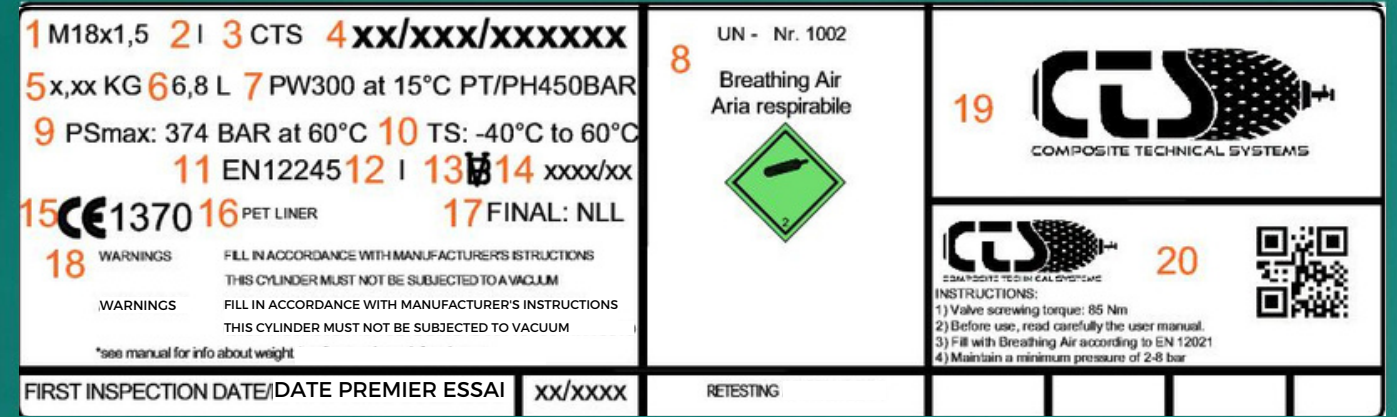 1 M18x1,5 2 I 3 CTS 4 xx/xxx/xxxxxx
5 x,xx KG 6 6,8 L 7 PW300 at 15°C PT/PH450BAR
9 PSmax: 374 BAR at 60°C 10 TS: -40°C to 60°C
11 EN12245 12 I 13 14 xxxx/xx
15 CE1370 16 PET LINER 17 FINAL: NLL
18 WARNINGS FILL IN ACCORDANCE WITH MANUFACTURER'S ISTRUCTIONS
THIS CYLINDER MUST NOT BE SUBJECTED TO A VACUUM
WARNINGS FILL IN ACCORDANCE WITH MANUFACTURER'S INSTRUCTIONS
THIS CYLINDER MUST NOT BE SUBJECTED TO VACUUM
*see manual for info about weight
FIRST INSPECTION DATE/DATE PREMIER ESSAI xx/xxxx
8
UN - Nr. 1002
Breathing Air
Aria respirabile
2
RETESTING
19
CTS
COMPOSITE TECHNICAL SYSTEMS
CTS
COMPOSITE TECHNICAL SYSTEMS
20
INSTRUCTIONS:
1) Valve screwing torque: 85 Nm
2) Before use, read carefully the user manual.
3) Fill with Breathing Air according to EN 12021
4) Maintain a minimum pressure of 2-8 bar